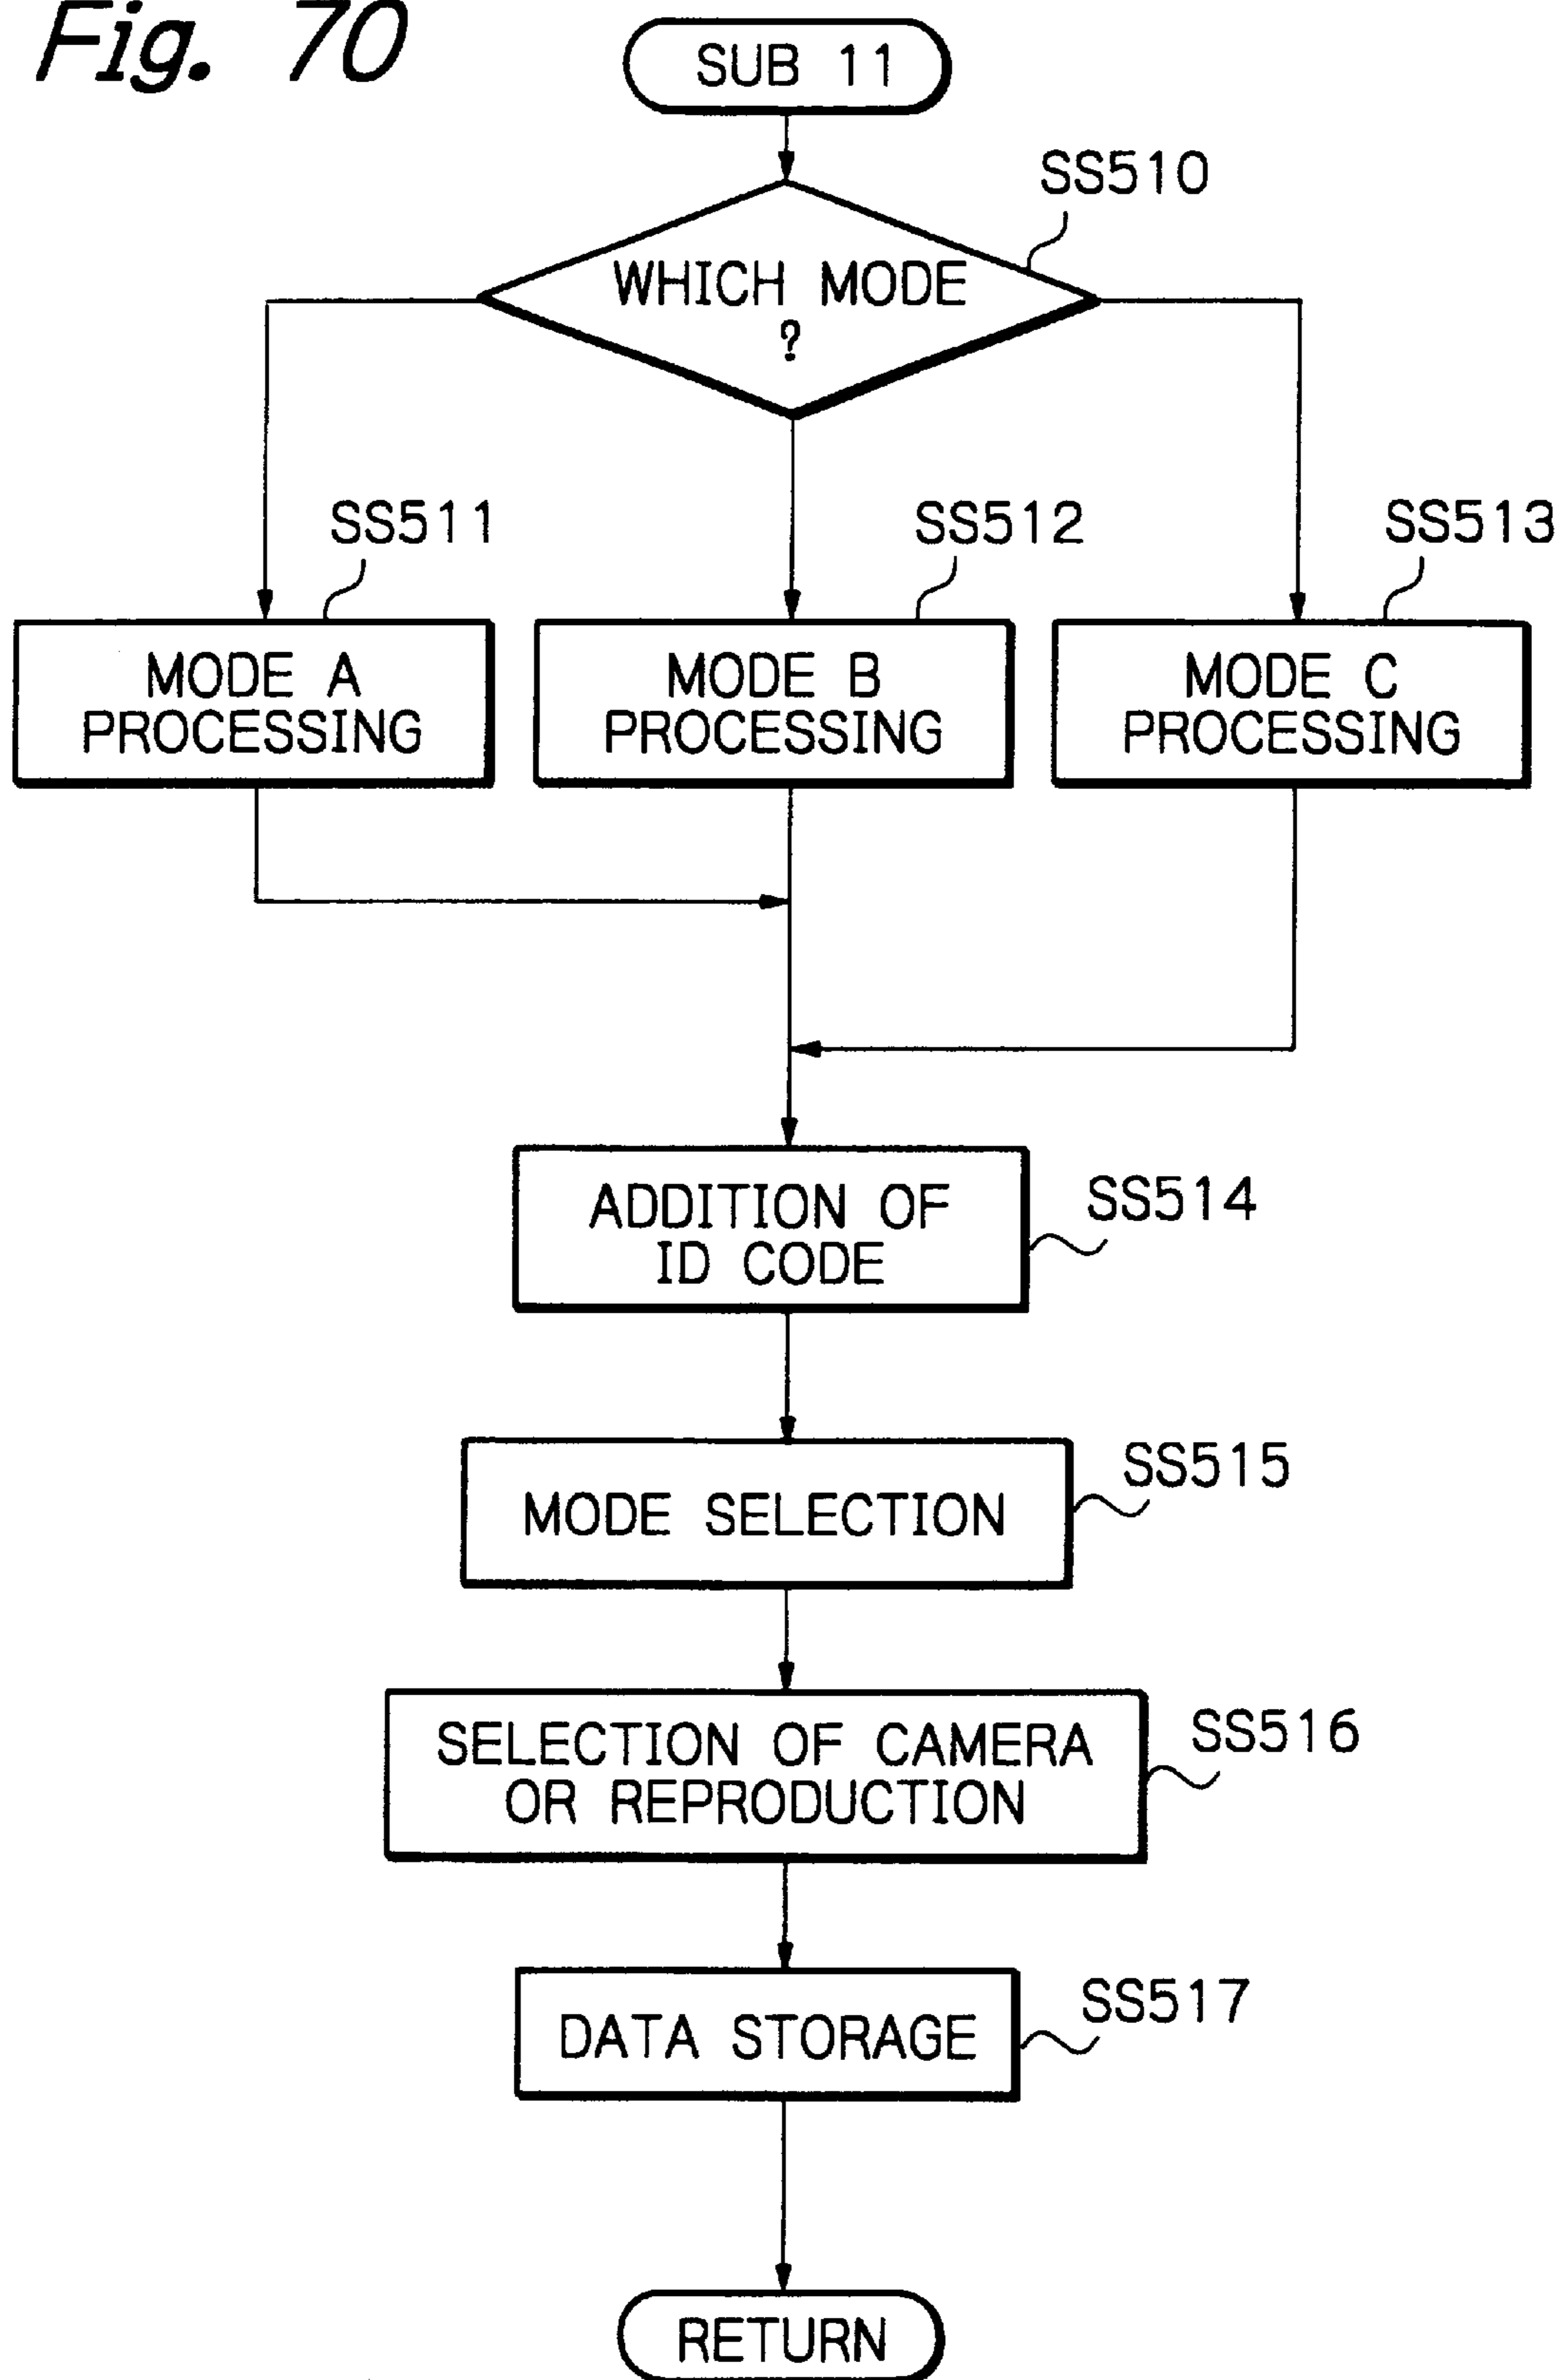 Fig. 70
SUB 11
SS510
WHICH MODE
?
SS511
SS512
SS513
MODE A
PROCESSING
MODE B
PROCESSING
MODE C
PROCESSING
ADDITION OF
ID CODE
SS514
MODE SELECTION
SS515
SELECTION OF CAMERA
OR REPRODUCTION
SS516
DATA STORAGE
SS517
RETURN